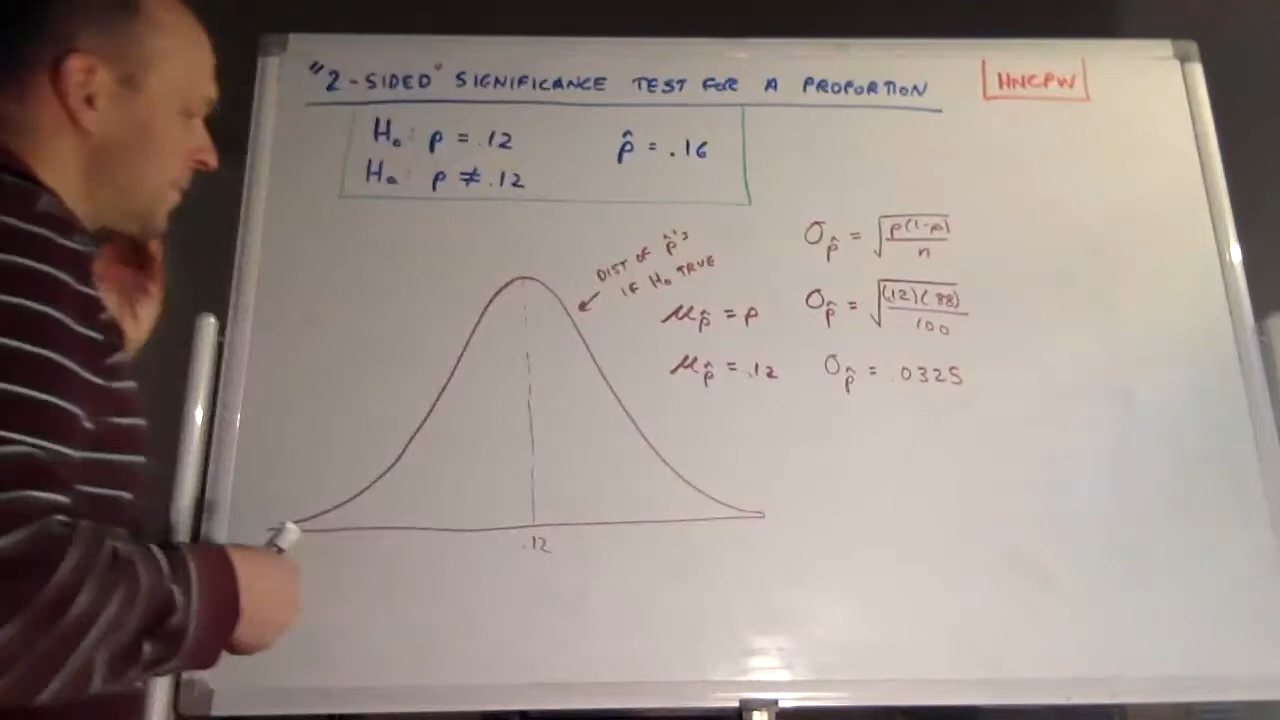 "2-SIDED" SIGNIFICANCE TEST FOR A PROPORTION
HNCPW
H₀: p = .12
p̂ = .16
Hₐ: p ≠ .12
DIST OF p̂'s
IF H₀ TRUE
σp̂ = √(p(1-p)/n)
μp̂ = p
σp̂ = √((.12)(.88)/100)
μp̂ = .12
σp̂ = .0325
.12